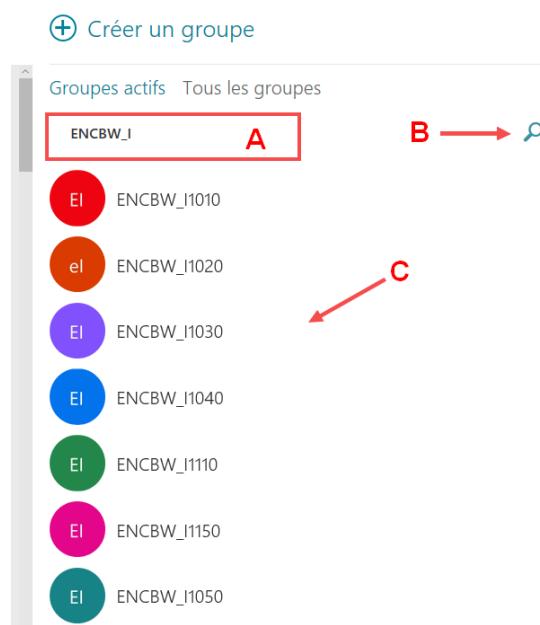 Créer un groupe
Groupes actifs Tous les groupes
ENCBW_I A B
EI ENCBW_I1010
eI ENCBW_I1020
C
EI ENCBW_I1030
EI ENCBW_I1040
EI ENCBW_I1110
EI ENCBW_I1150
EI ENCBW_I1050